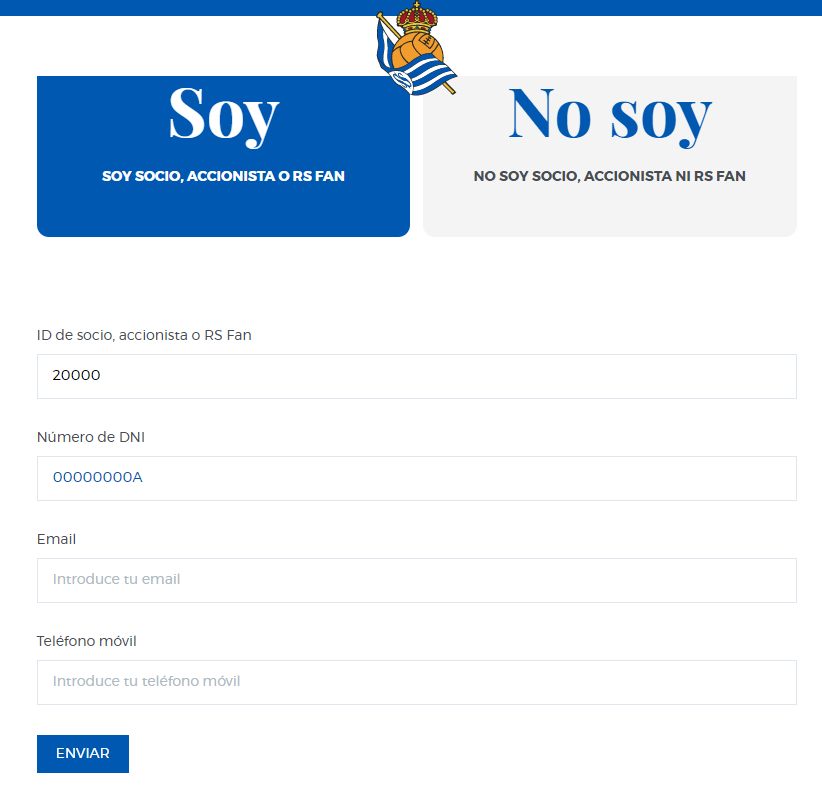 Soy
SOY SOCIO, ACCIONISTA O RS FAN
No soy
NO SOY SOCIO, ACCIONISTA NI RS FAN
ID de socio, accionista o RS Fan
20000
Número de DNI
00000000A
Email
Introduce tu email
Teléfono móvil
Introduce tu teléfono móvil
ENVIAR